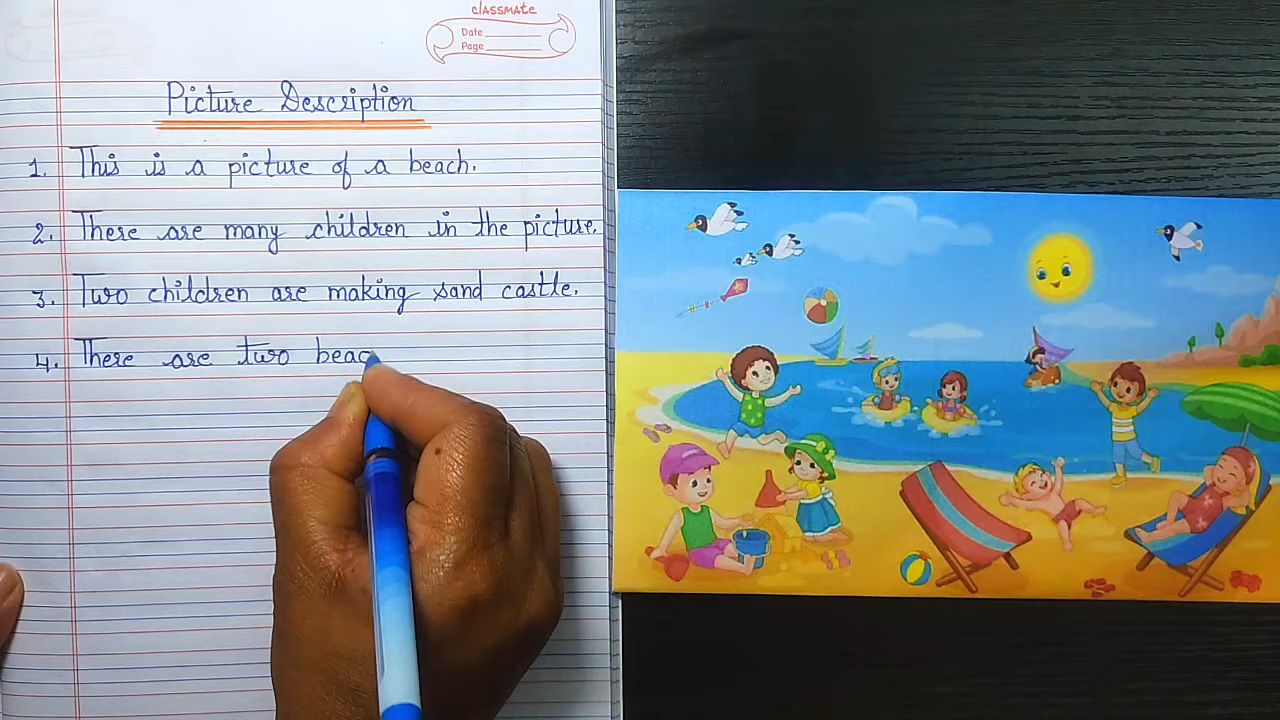 classmate
Date
Page
Picture Description
1. This is a picture of a beach.
2. There are many children in the picture.
3. Two children are making sand castle.
4. There are two beac